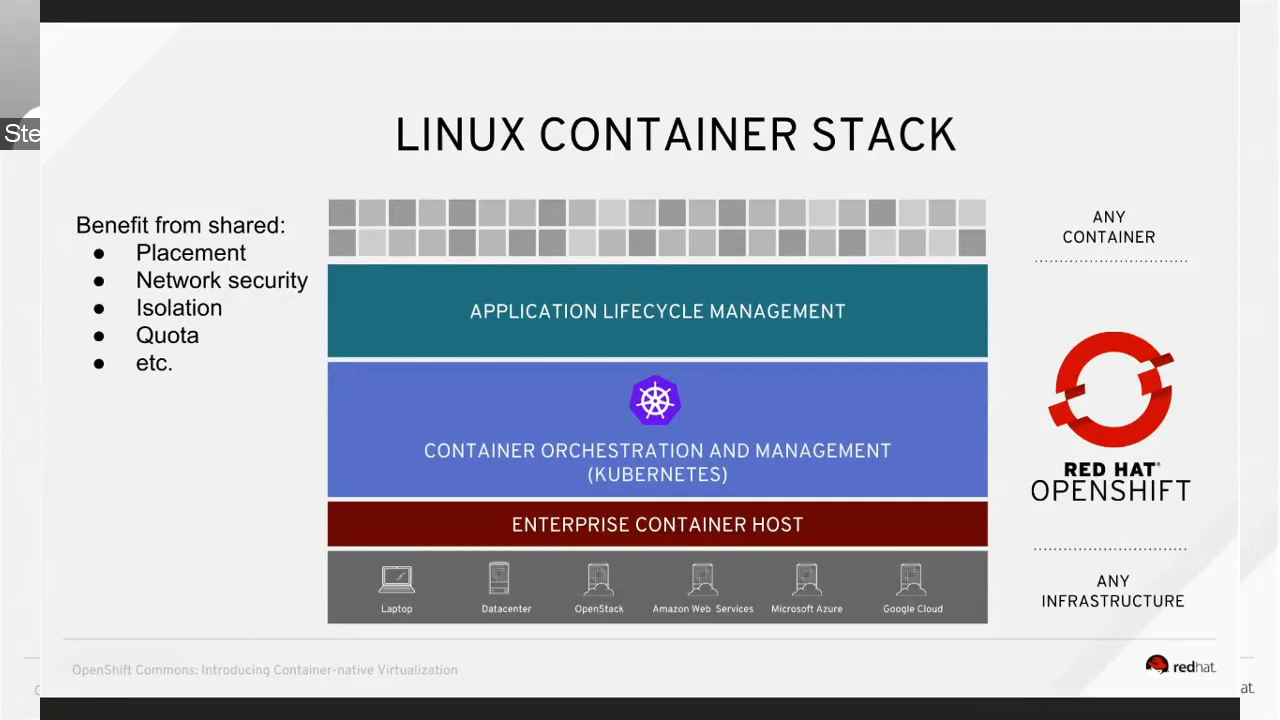 Ste
LINUX CONTAINER STACK
Benefit from shared:
● Placement
● Network security
● Isolation
● Quota
● etc.
ANY
CONTAINER
APPLICATION LIFECYCLE MANAGEMENT
CONTAINER ORCHESTRATION AND MANAGEMENT
(KUBERNETES)
RED HAT®
OPENSHIFT
ENTERPRISE CONTAINER HOST
Laptop
Datacenter
OpenStack
Amazon Web Services
Microsoft Azure
Google Cloud
ANY
INFRASTRUCTURE
OpenShift Commons: Introducing Container-native Virtualization
redhat.
at.